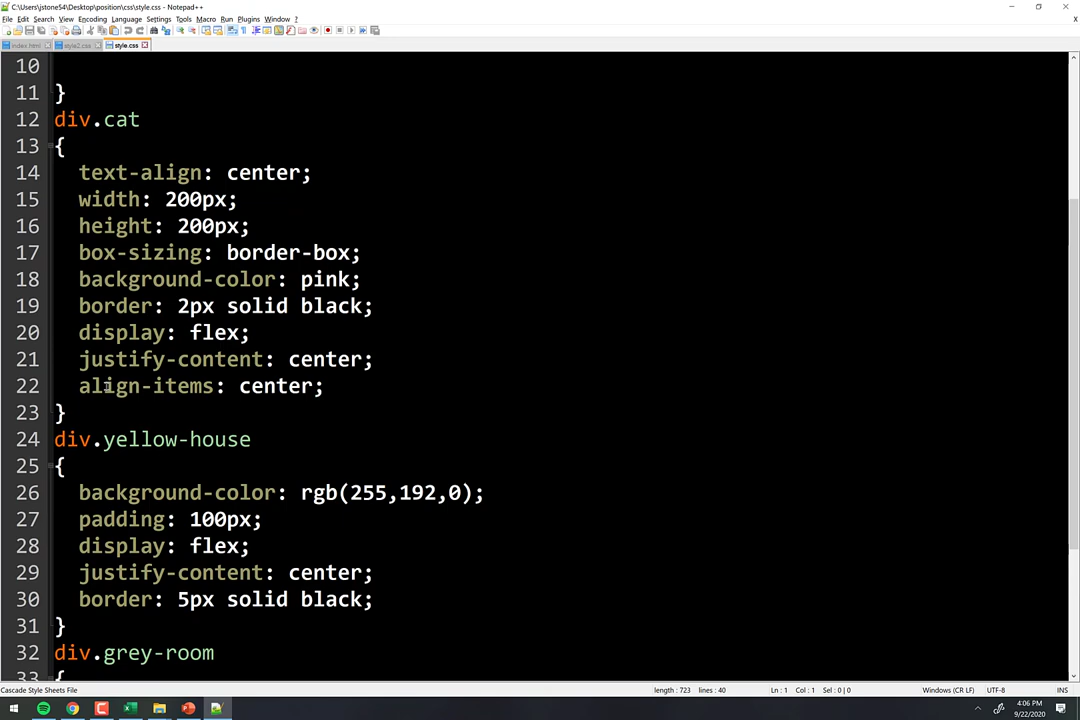 C:\Users\jstone54\Desktop\position\css\style.css - Notepad++
File Edit Search View Encoding Language Settings Tools Macro Run Plugins Window ?
X
index.html style2.css style.css
10
11 }
12 div.cat
13 {
14 text-align: center;
15 width: 200px;
16 height: 200px;
17 box-sizing: border-box;
18 background-color: pink;
19 border: 2px solid black;
20 display: flex;
21 justify-content: center;
22 align-items: center;
23 }
24 div.yellow-house
25 {
26 background-color: rgb(255,192,0);
27 padding: 100px;
28 display: flex;
29 justify-content: center;
30 border: 5px solid black;
31 }
32 div.grey-room
33 {
Cascade Style Sheets File length : 723 lines : 40 Ln : 1 Col : 1 Sel : 0 | 0 Windows (CR LF) UTF-8 INS
4:06 PM
9/22/2020